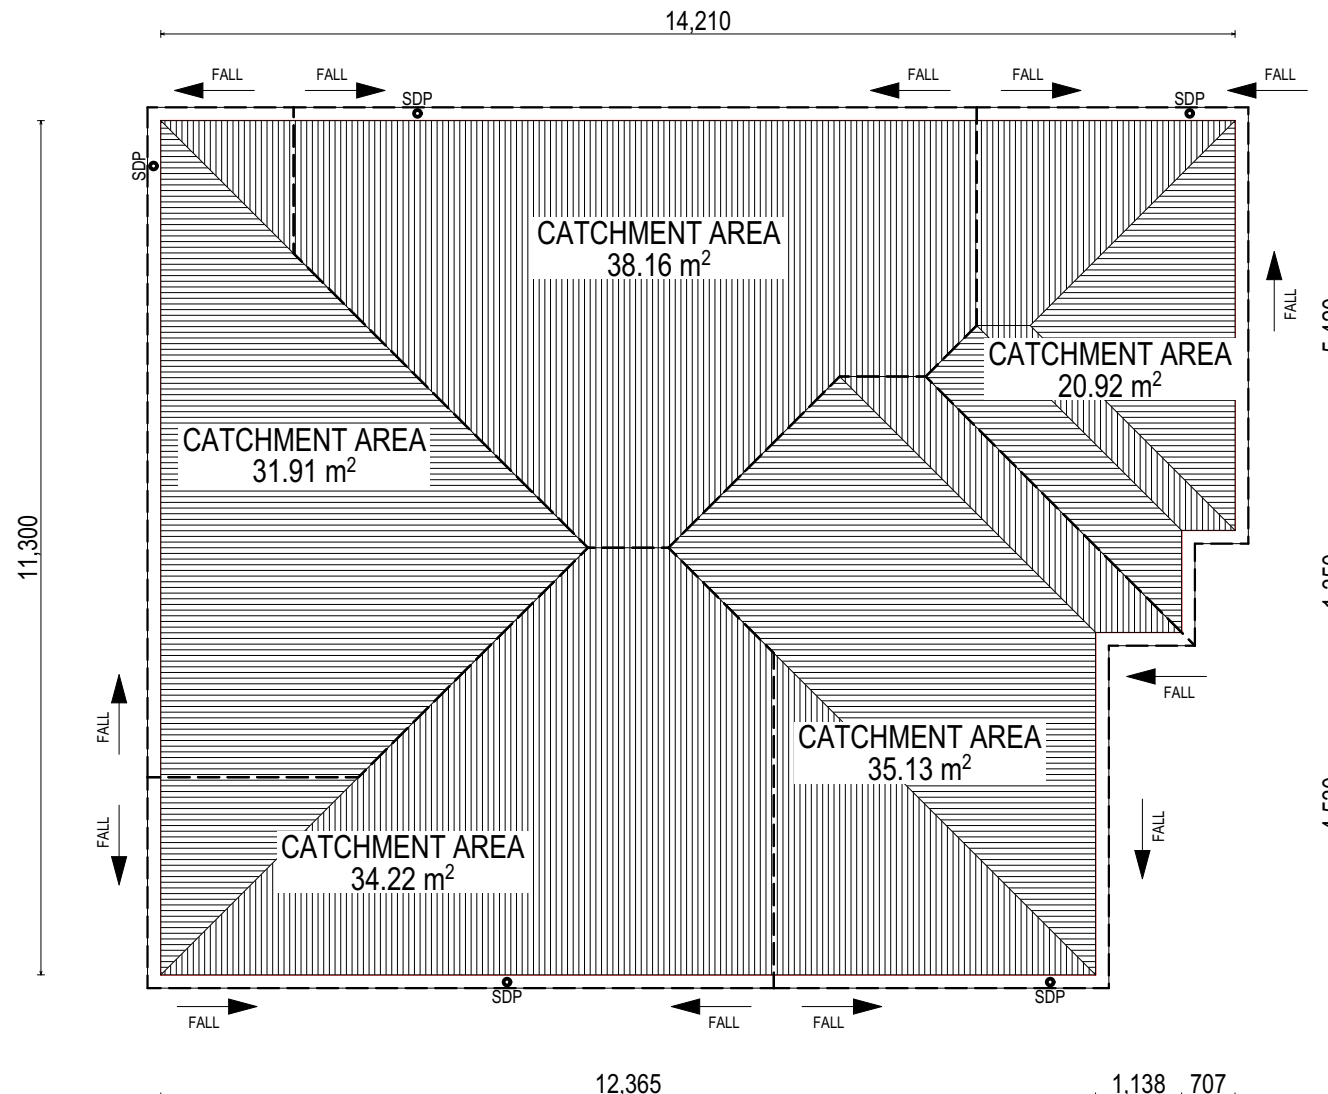 14,210
FALL
FALL
FALL
FALL
FALL
SDP
SDP
SDP
CATCHMENT AREA
38.16 m²
FALL
CATCHMENT AREA
20.92 m²
CATCHMENT AREA
31.91 m²
11,300
FALL
FALL
CATCHMENT AREA
35.13 m²
FALL
FALL
CATCHMENT AREA
34.22 m²
SDP
SDP
FALL
FALL
FALL
12,365
1,138
707